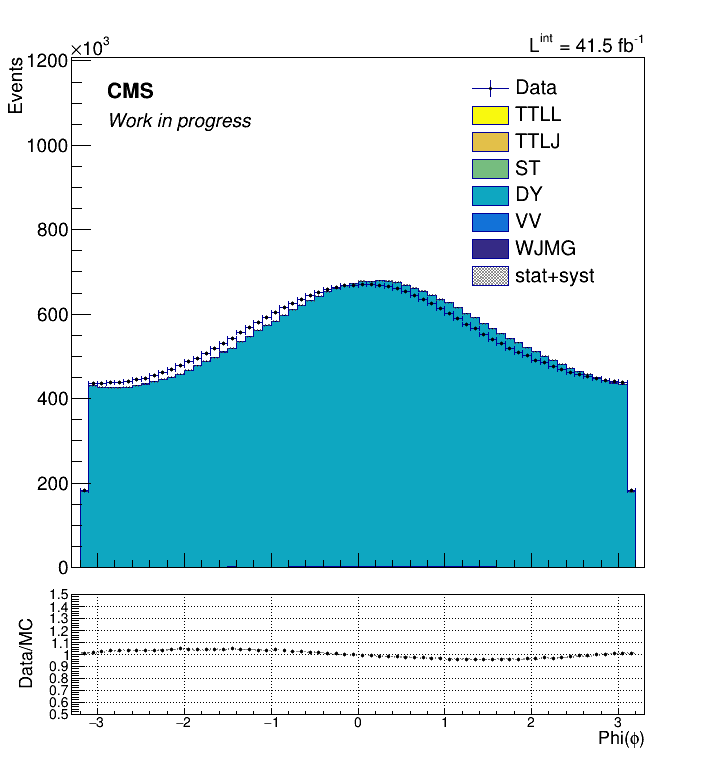 ×10³
L^int = 41.5 fb⁻¹
Events
1200
1000
800
600
400
200
0
CMS
Work in progress
Data
TTLL
TTLJ
ST
DY
VV
WJMG
stat+syst
Data/MC
1.5
1.4
1.3
1.2
1.1
1
0.9
0.8
0.7
0.6
0.5
−3 −2 −1 0 1 2 3
Phi(ϕ)